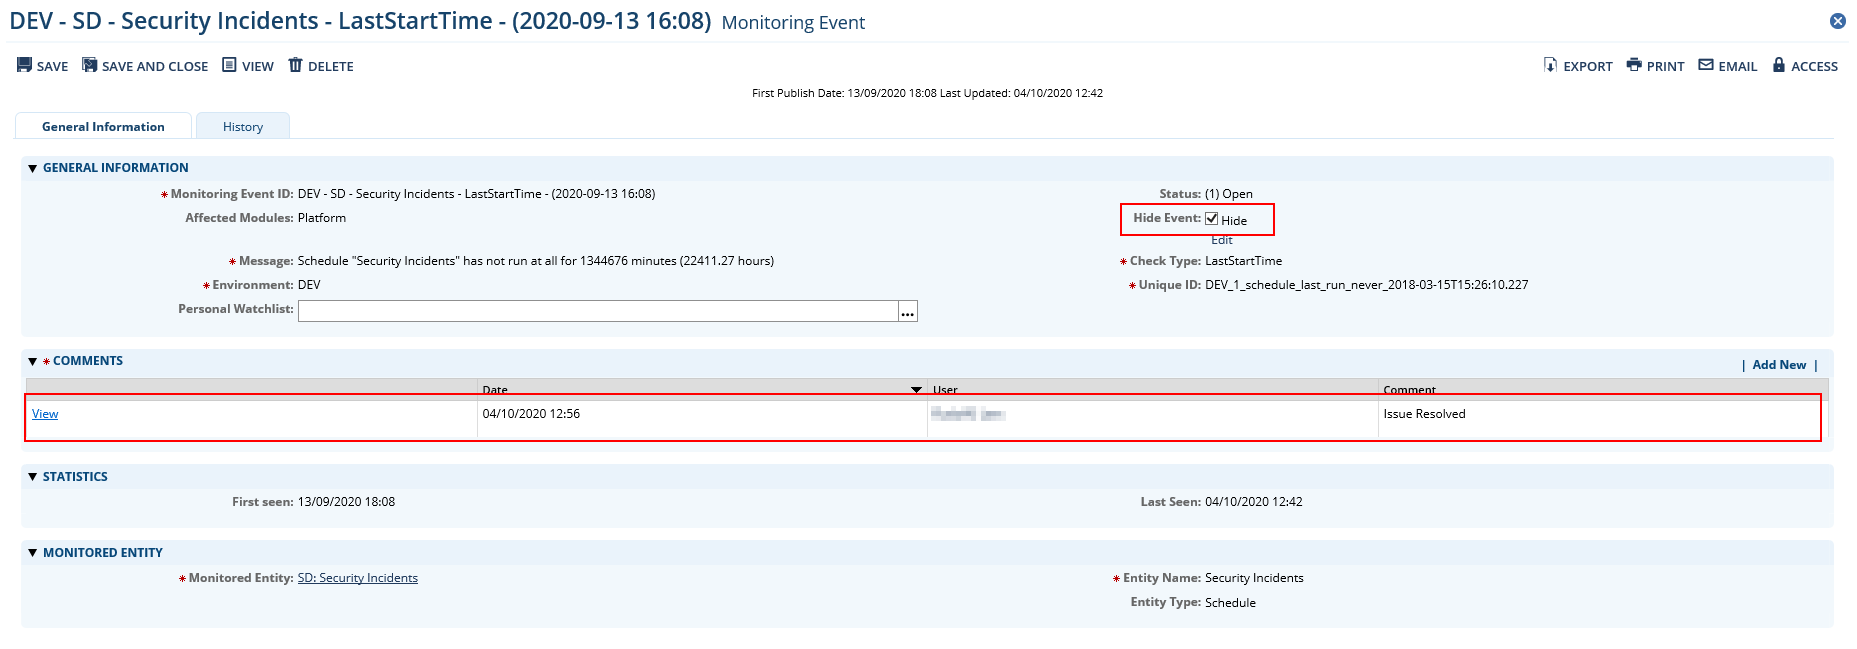 DEV - SD - Security Incidents - LastStartTime - (2020-09-13 16:08) Monitoring Event
SAVE SAVE AND CLOSE VIEW DELETE EXPORT PRINT EMAIL ACCESS
First Publish Date: 13/09/2020 18:08 Last Updated: 04/10/2020 12:42
General Information History
▼ GENERAL INFORMATION
* Monitoring Event ID: DEV - SD - Security Incidents - LastStartTime - (2020-09-13 16:08) Status: (1) Open
Affected Modules: Platform Hide Event: Hide
Edit
* Message: Schedule "Security Incidents" has not run at all for 1344676 minutes (22411.27 hours) * Check Type: LastStartTime
* Environment: DEV * Unique ID: DEV_1_schedule_last_run_never_2018-03-15T15:26:10.227
Personal Watchlist: ...
▼ * COMMENTS | Add New |
Date User Comment
View 04/10/2020 12:56 Issue Resolved
▼ STATISTICS
First seen: 13/09/2020 18:08 Last Seen: 04/10/2020 12:42
▼ MONITORED ENTITY
* Monitored Entity: SD: Security Incidents * Entity Name: Security Incidents
Entity Type: Schedule